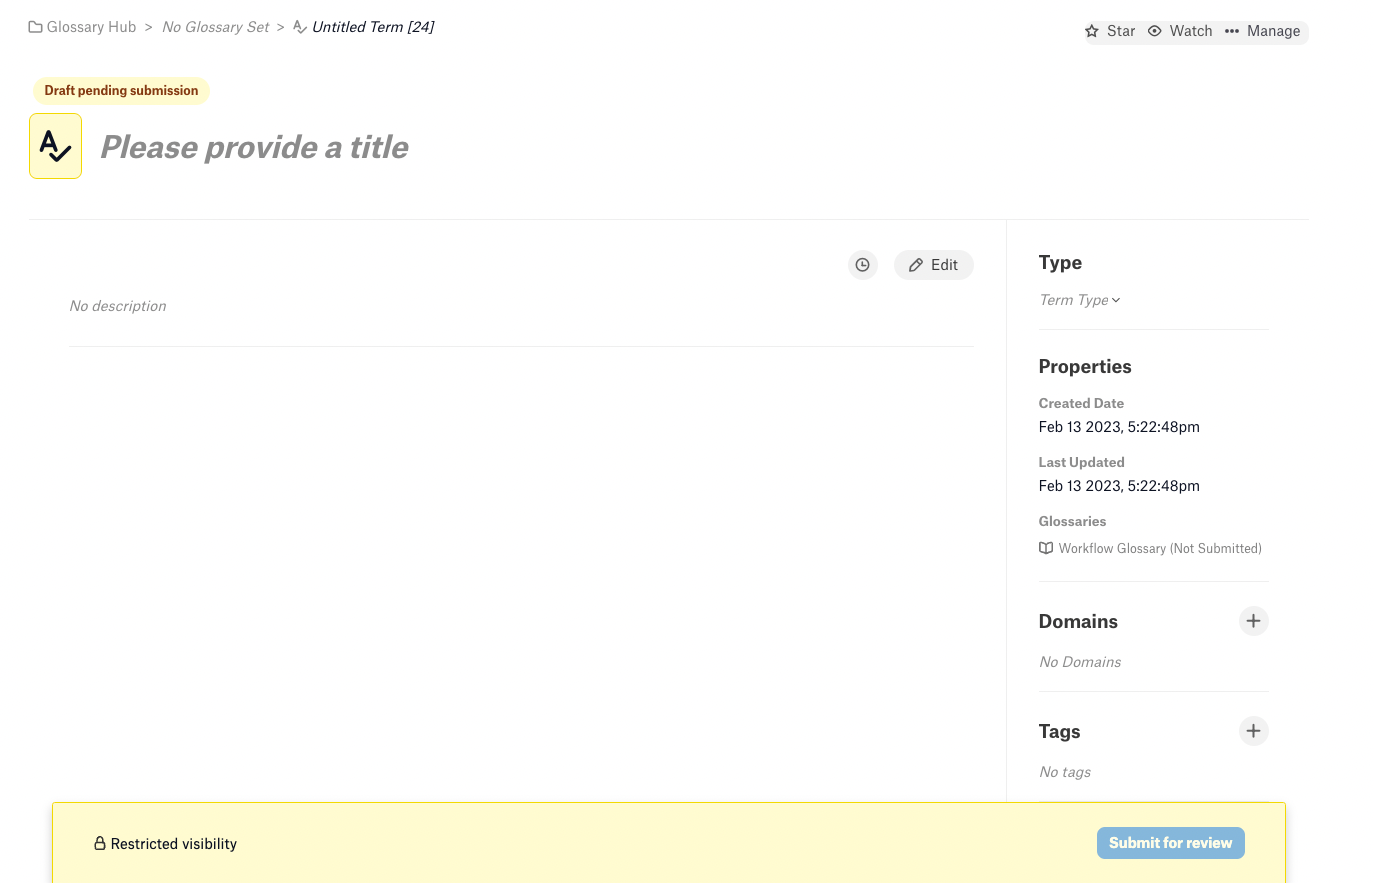 Glossary Hub > No Glossary Set > Untitled Term [24]
Star Watch Manage
Draft pending submission
Please provide a title
Edit
No description
Type
Term Type
Properties
Created Date
Feb 13 2023, 5:22:48pm
Last Updated
Feb 13 2023, 5:22:48pm
Glossaries
Workflow Glossary (Not Submitted)
Domains
No Domains
Tags
No tags
Restricted visibility
Submit for review